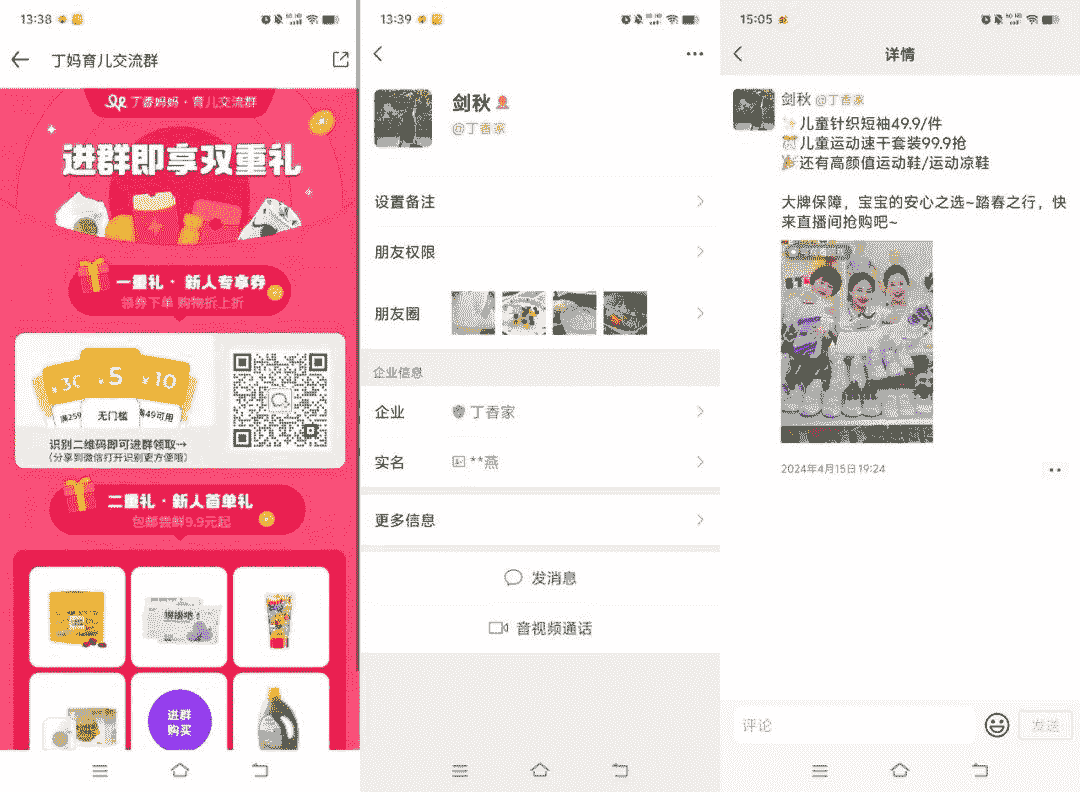 13:38
丁妈育儿交流群
丁香妈妈·育儿交流群
进群即享双重礼
一重礼·新人专享券
领券下单 购物折上折
¥5
¥10
满259
无门槛
满49可用
识别二维码即可进群领取→
(分享到微信打开识别更方便哦)
二重礼·新人首单礼
包邮尝鲜9.9元起
进群
购买
13:39
剑秋
@丁香家
设置备注
朋友权限
朋友圈
企业信息
企业
丁香家
实名
**燕
更多信息
发消息
音视频通话
15:05
详情
剑秋 @丁香家
✨儿童针织短袖49.9/件
🎊儿童运动速干套装99.9抢
🎉还有高颜值运动鞋/运动凉鞋
大牌保障，宝宝的安心之选~踏春之行，快
来直播间抢购吧~
2024年4月15日 19:24
评论
发送